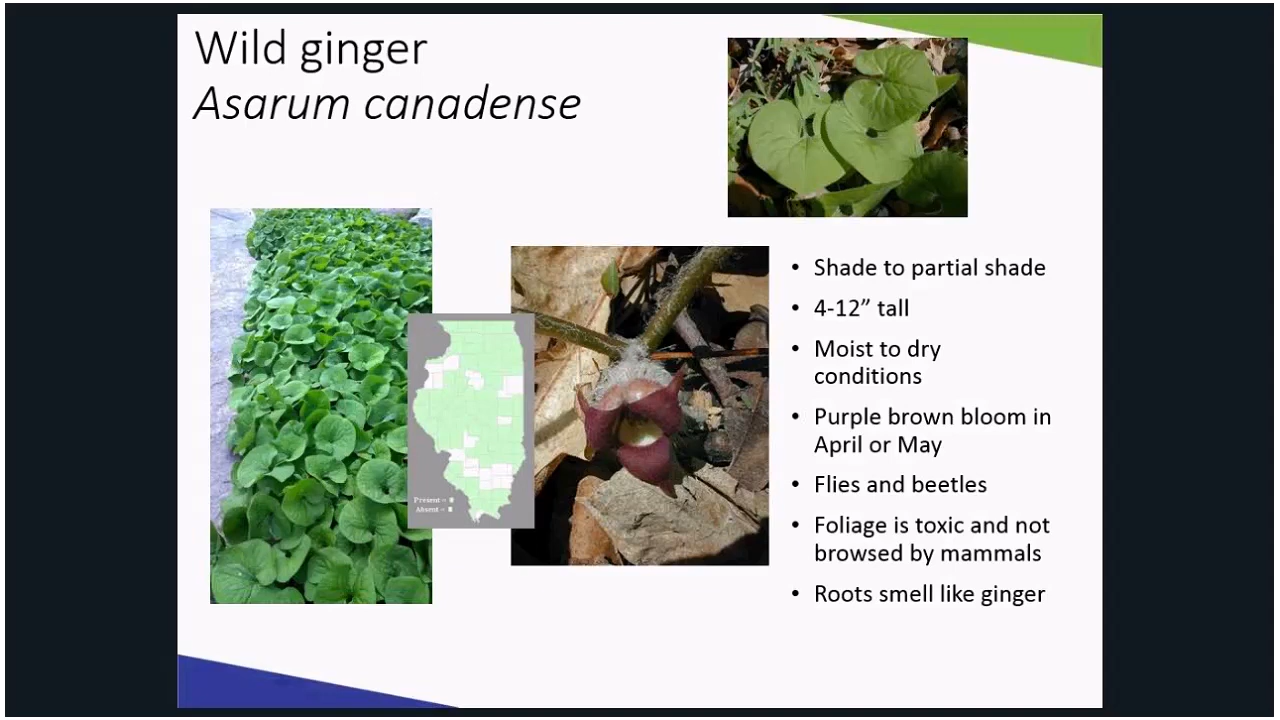 Wild ginger
Asarum canadense
• Shade to partial shade
• 4-12” tall
• Moist to dry
conditions
• Purple brown bloom in
April or May
• Flies and beetles
• Foliage is toxic and not
browsed by mammals
• Roots smell like ginger
Present =
Absent =